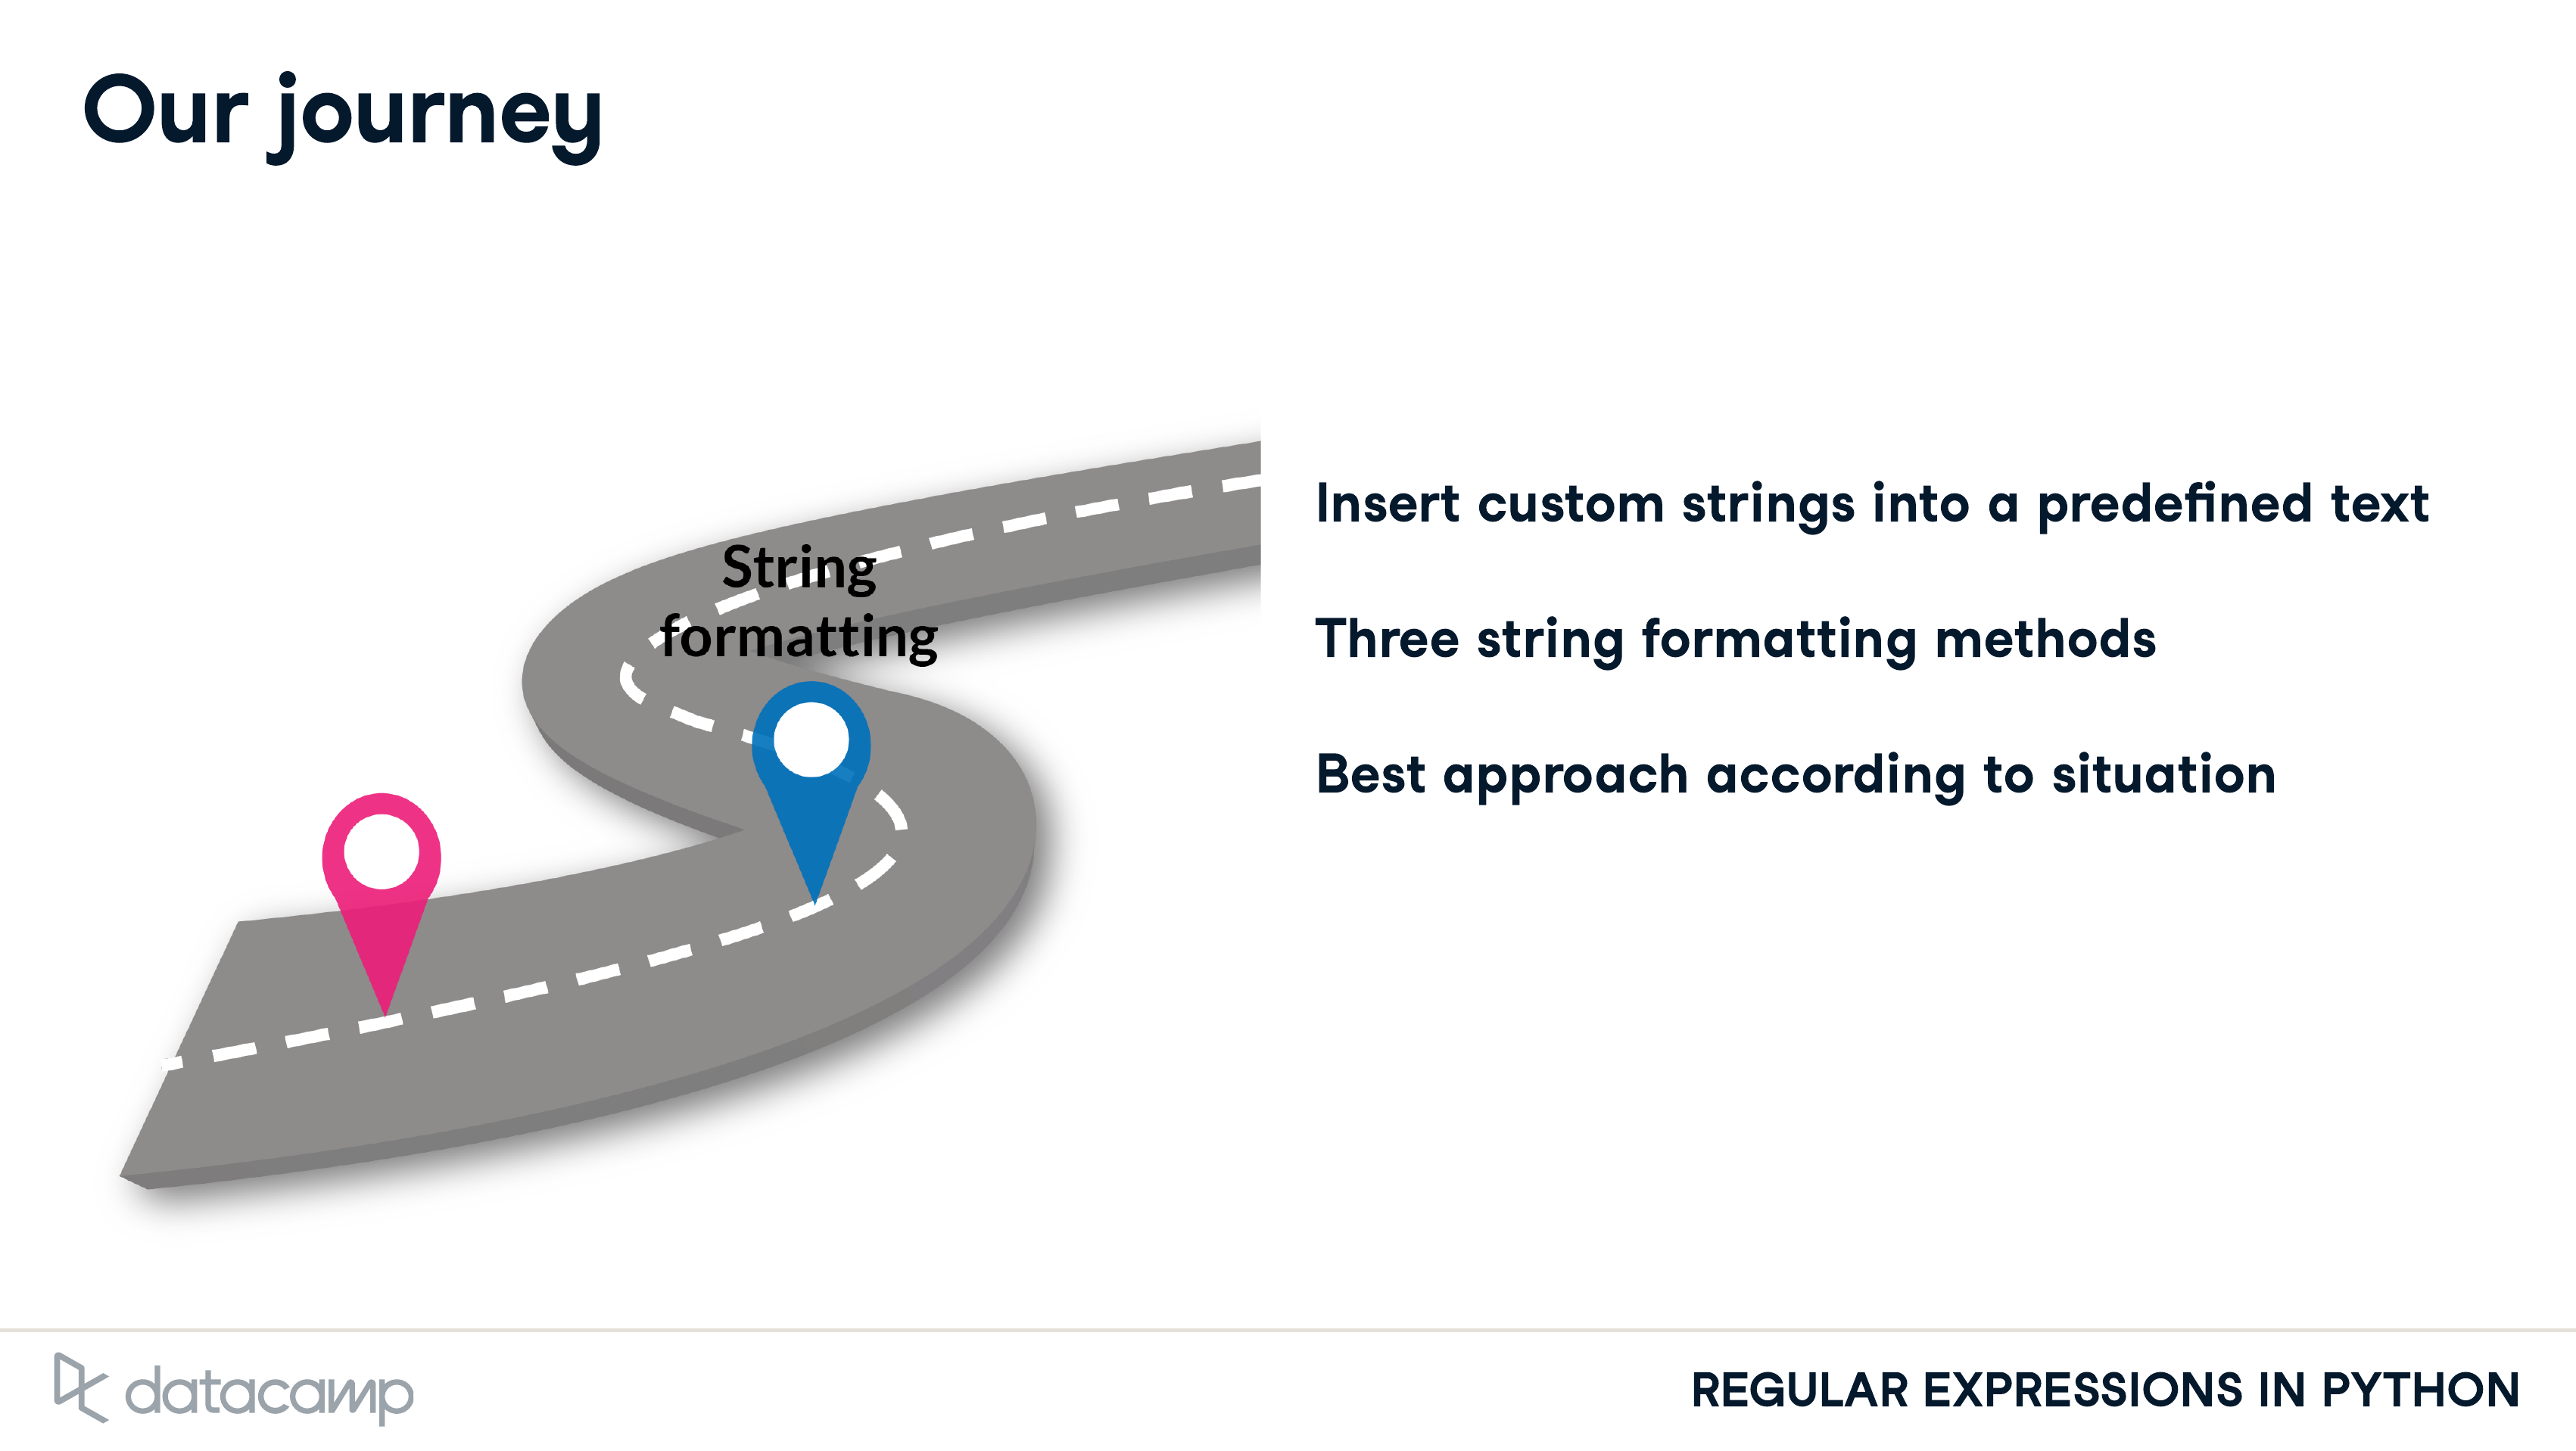 Our journey
String
formatting
Insert custom strings into a predefined text
Three string formatting methods
Best approach according to situation
datacamp
REGULAR EXPRESSIONS IN PYTHON